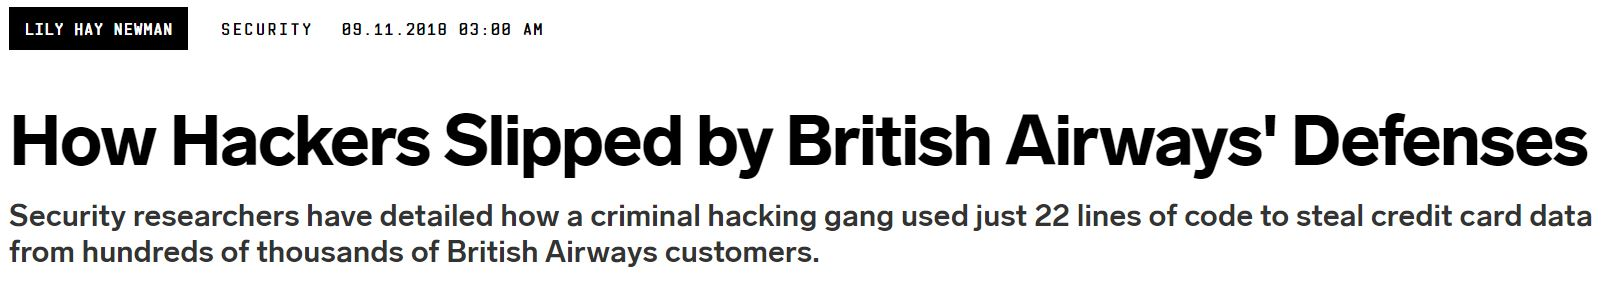 LILY HAY NEWMAN SECURITY 09.11.2018 03:00 AM
How Hackers Slipped by British Airways' Defenses
Security researchers have detailed how a criminal hacking gang used just 22 lines of code to steal credit card data
from hundreds of thousands of British Airways customers.